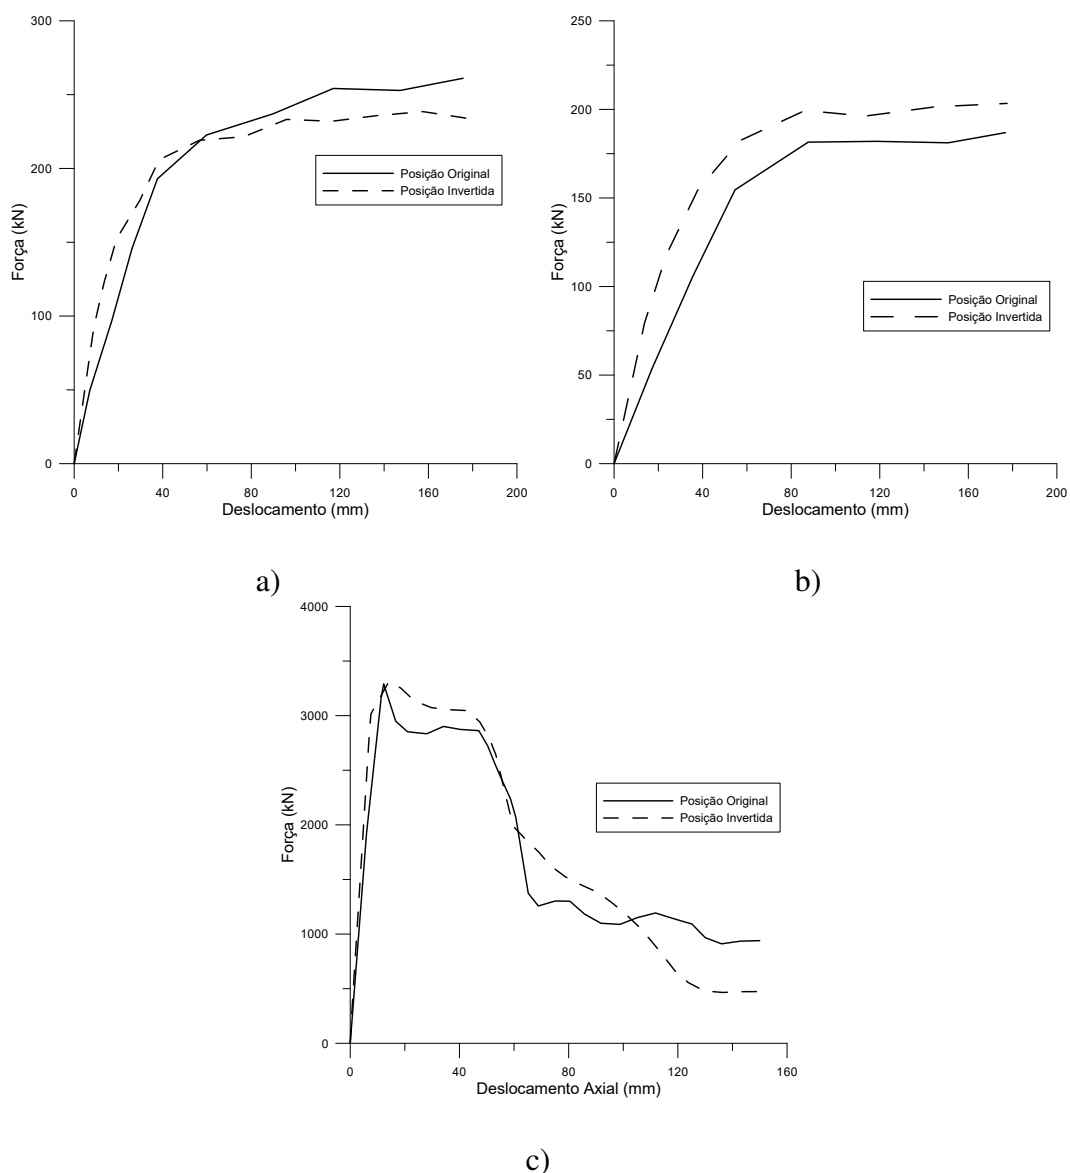 300
200
100
0
Força (kN)
0 40 80 120 160 200
Deslocamento (mm)
Posição Original
Posição Invertida
a)
250
200
150
100
50
0
Força (kN)
0 40 80 120 160 200
Deslocamento (mm)
Posição Original
Posição Invertida
b)
4000
3000
2000
1000
0
Força (kN)
0 40 80 120 160
Deslocamento Axial (mm)
Posição Original
Posição Invertida
c)